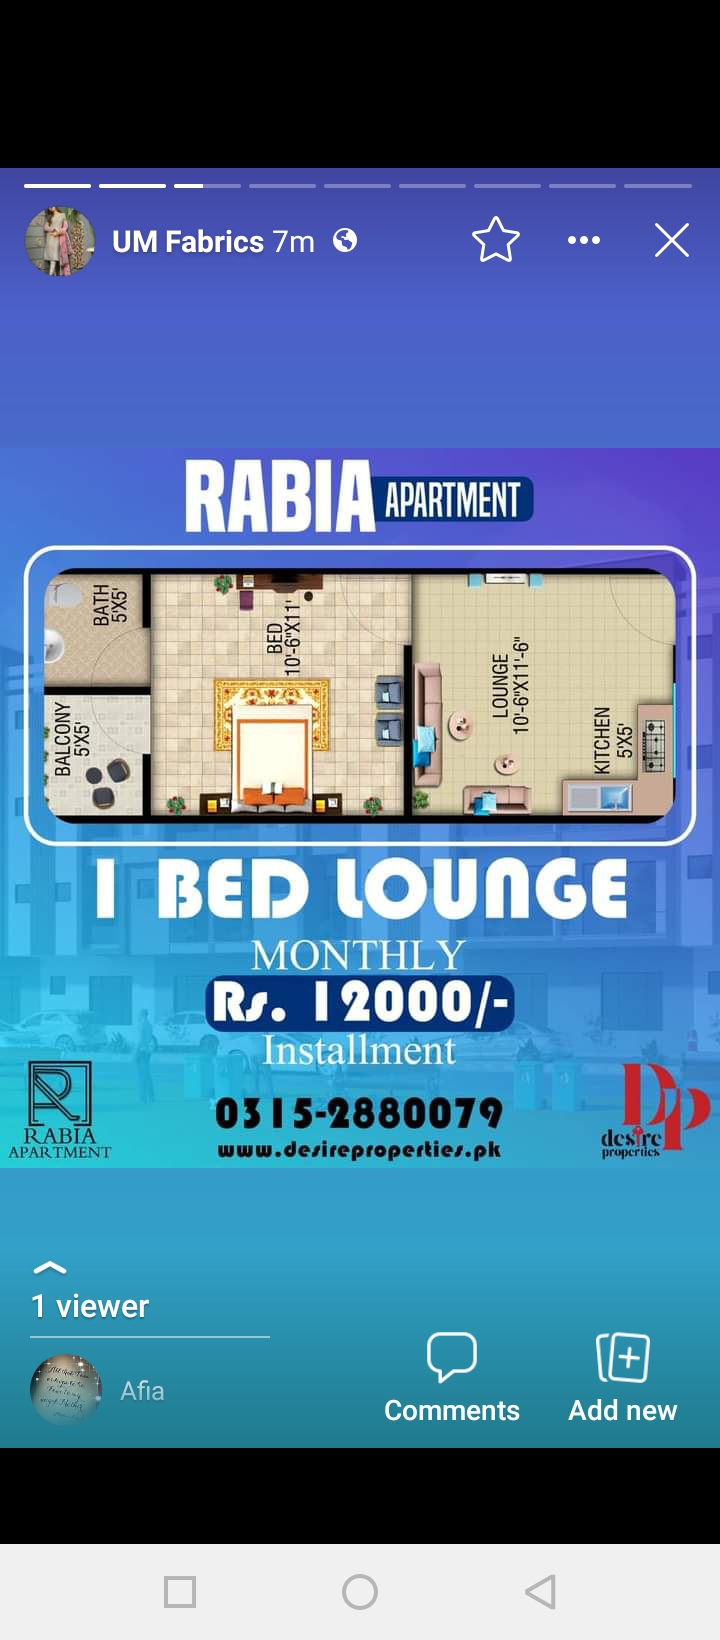 UM Fabrics 7m
RABIA APARTMENT
BATH
5'X5'
BED
10'-6"X11'
LOUNGE
10'-6"X11'-6"
BALCONY
5'X5'
KITCHEN
5'X5'
1 BED LOUNGE
MONTHLY
Rs. 12000/-
Installment
0315-2880079
www.desireproperties.pk
R
RABIA
APARTMENT
DP
desire
properties
1 viewer
Afia
Comments
Add new